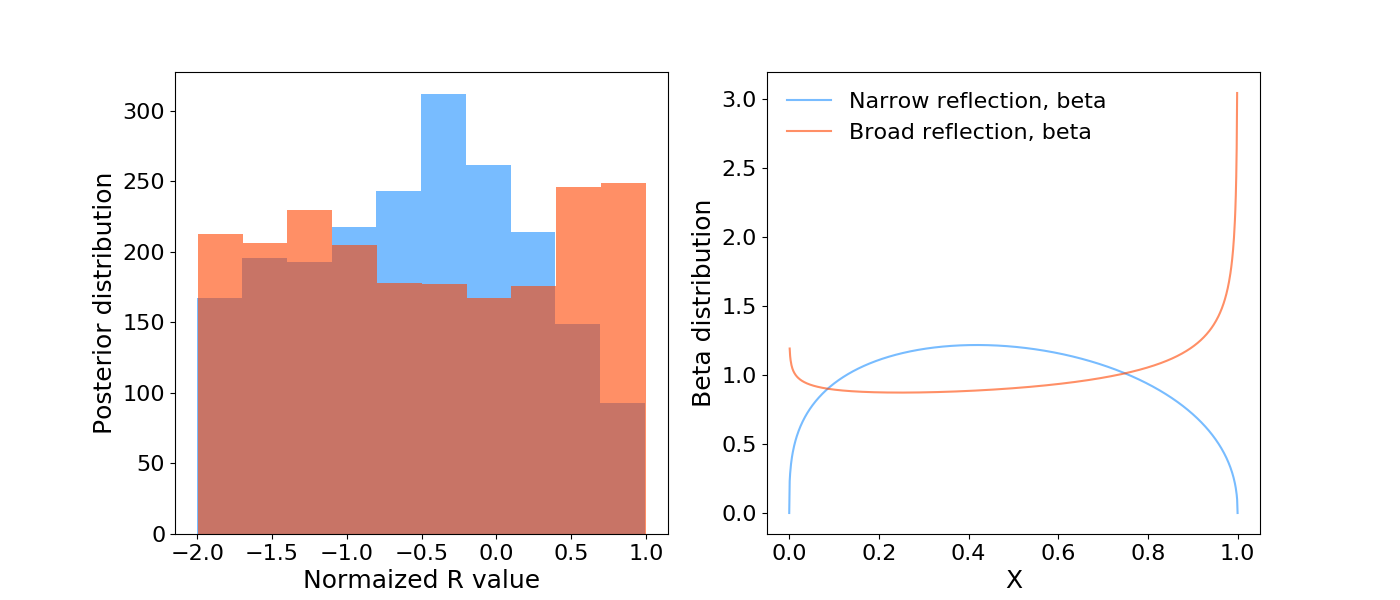 Posterior distribution
300
250
200
150
100
50
0
−2.0 −1.5 −1.0 −0.5 0.0 0.5 1.0
Normaized R value
Beta distribution
3.0
2.5
2.0
1.5
1.0
0.5
0.0
Narrow reflection, beta
Broad reflection, beta
0.0 0.2 0.4 0.6 0.8 1.0
X